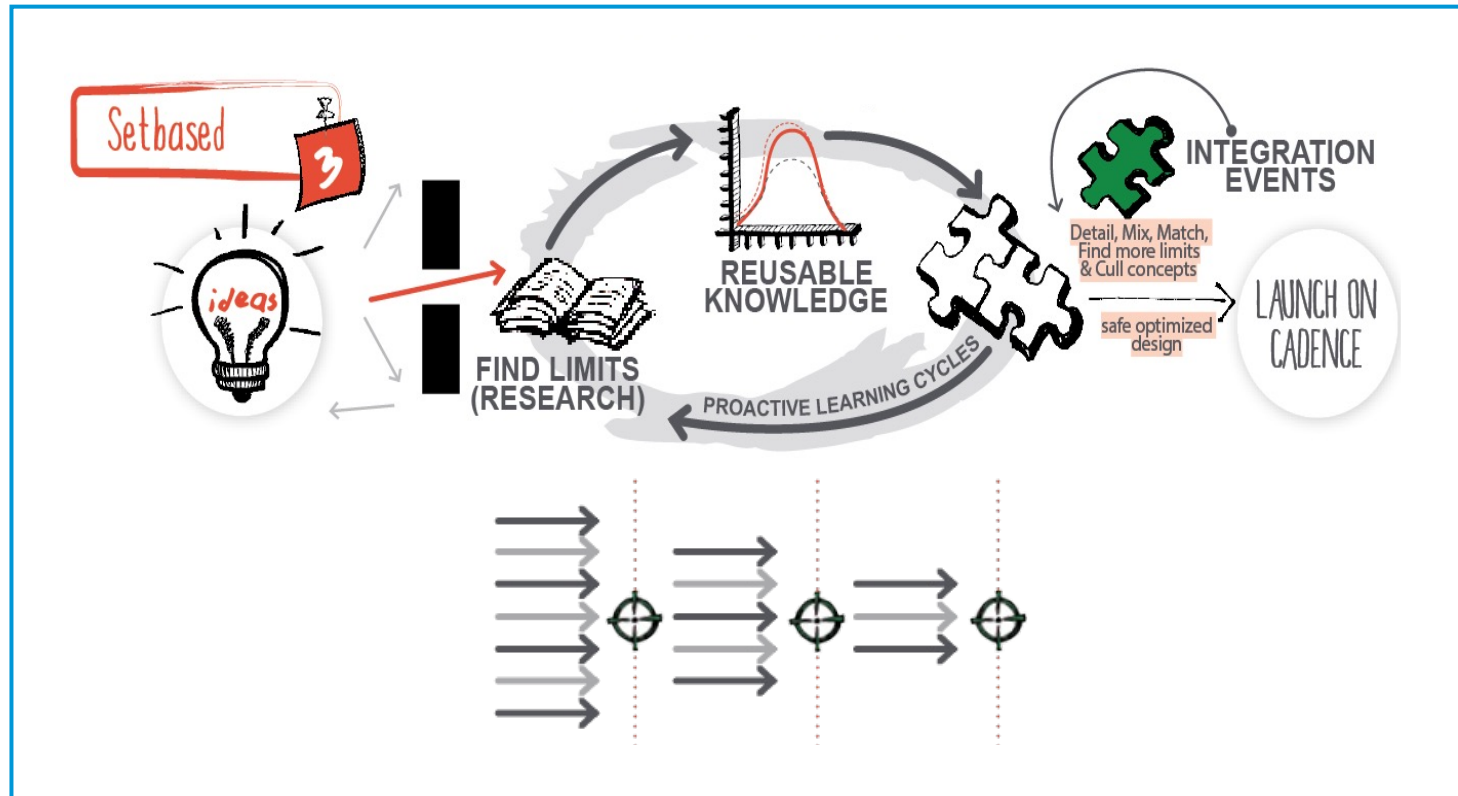 Setbased
3
ideas
FIND LIMITS
(RESEARCH)
REUSABLE
KNOWLEDGE
PROACTIVE LEARNING CYCLES
INTEGRATION
EVENTS
Detail, Mix, Match,
Find more limits
& Cull concepts
safe optimized
design
LAUNCH ON
CADENCE